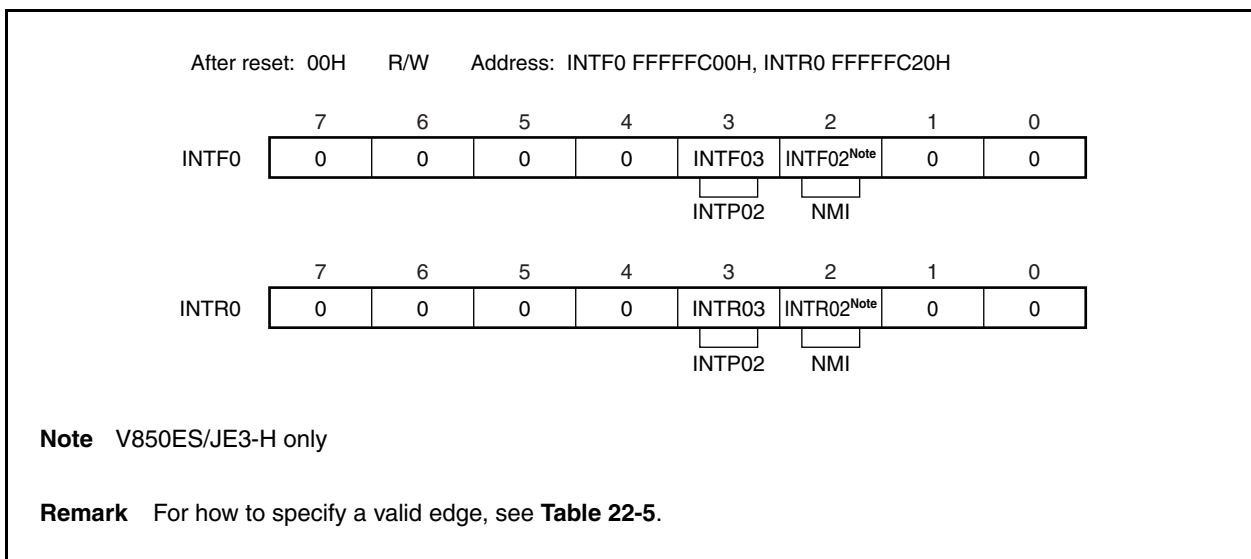 After reset: 00H R/W Address: INTF0 FFFFFC00H, INTR0 FFFFFC20H
7 6 5 4 3 2 1 0
INTF0 0 0 0 0 INTF03 INTF02Note 0 0
INTP02 NMI
7 6 5 4 3 2 1 0
INTR0 0 0 0 0 INTR03 INTR02Note 0 0
INTP02 NMI
Note V850ES/JE3-H only
Remark For how to specify a valid edge, see Table 22-5.